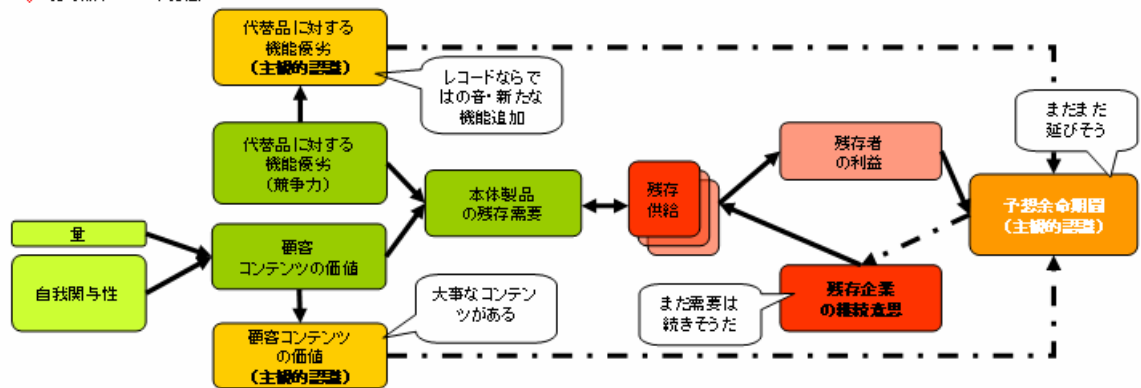 代替品に対する
機能優劣
（主観的認識）
レコードならで
はの音・新たな
機能追加
代替品に対する
機能優劣
（競争力）
本体製品
の残存需要
残存
供給
残存者
の利益
まだまだ
延びそう
予想余命期間
（主観的認識）
量
自我関与性
顧客
コンテンツの価値
大事なコンテン
ツがある
顧客コンテンツ
の価値
（主観的認識）
まだ需要は
続きそうだ
残存企業
の継続意思